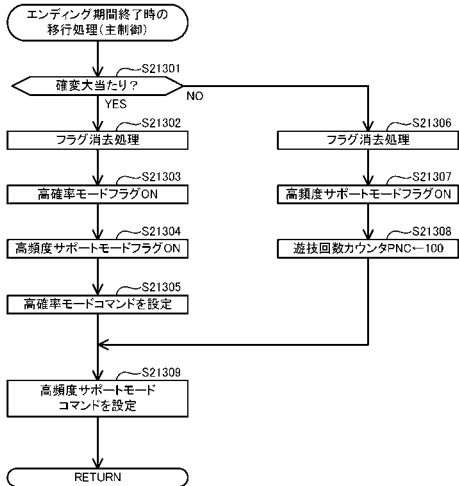 エンディング期間終了時の
移行処理(主制御)
S21301
確変大当たり？
YES
NO
S21302
フラグ消去処理
S21303
高確率モードフラグON
S21304
高頻度サポートモードフラグON
S21305
高確率モードコマンドを設定
S21306
フラグ消去処理
S21307
高頻度サポートモードフラグON
S21308
遊技回数カウンタPNC←100
S21309
高頻度サポートモード
コマンドを設定
RETURN